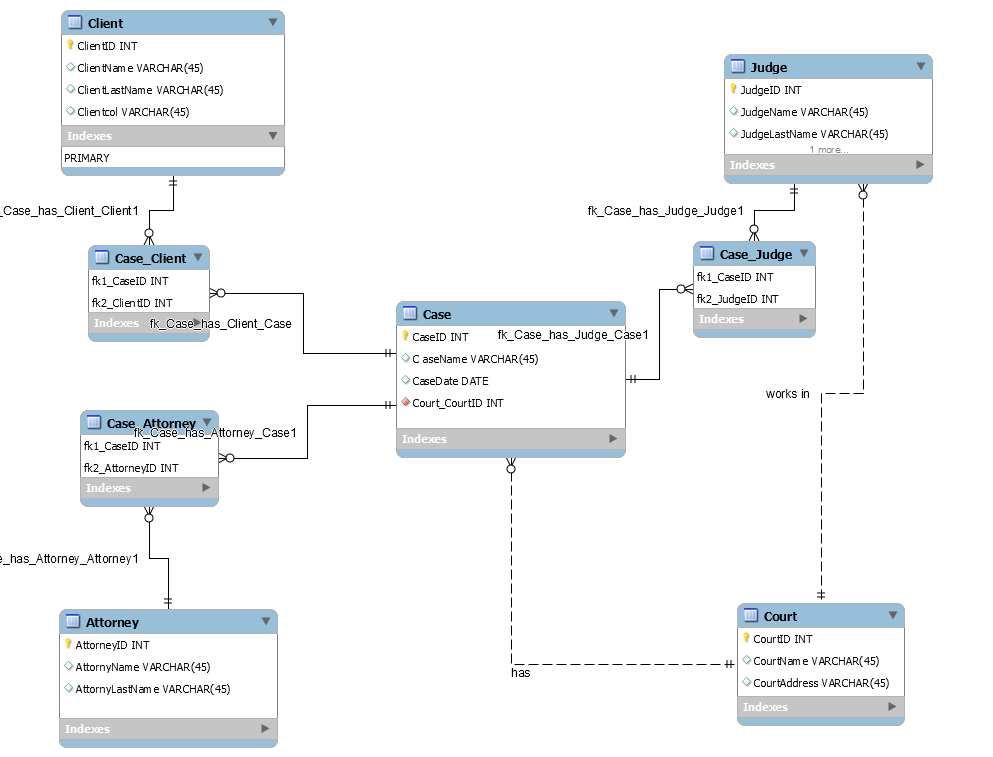 Client
ClientID INT
ClientName VARCHAR(45)
ClientLastName VARCHAR(45)
Clientcol VARCHAR(45)
Indexes
PRIMARY
_Case_has_Client_Client1
Case_Client
fk1_CaseID INT
fk2_ClientID INT
Indexes
fk_Case_has_Client_Case
Case_Attorney
fk_Case_has_Attorney_Case1
fk1_CaseID INT
fk2_AttorneyID INT
Indexes
e_has_Attorney_Attorney1
Attorney
AttorneyID INT
AttornyName VARCHAR(45)
AttornyLastName VARCHAR(45)
Indexes
Case
CaseID INT
fk_Case_has_Judge_Case1
CaseName VARCHAR(45)
CaseDate DATE
Court_CourtID INT
Indexes
Judge
JudgeID INT
JudgeName VARCHAR(45)
JudgeLastName VARCHAR(45)
1 more...
Indexes
fk_Case_has_Judge_Judge1
Case_Judge
fk1_CaseID INT
fk2_JudgeID INT
Indexes
works in
has
Court
CourtID INT
CourtName VARCHAR(45)
CourtAddress VARCHAR(45)
Indexes